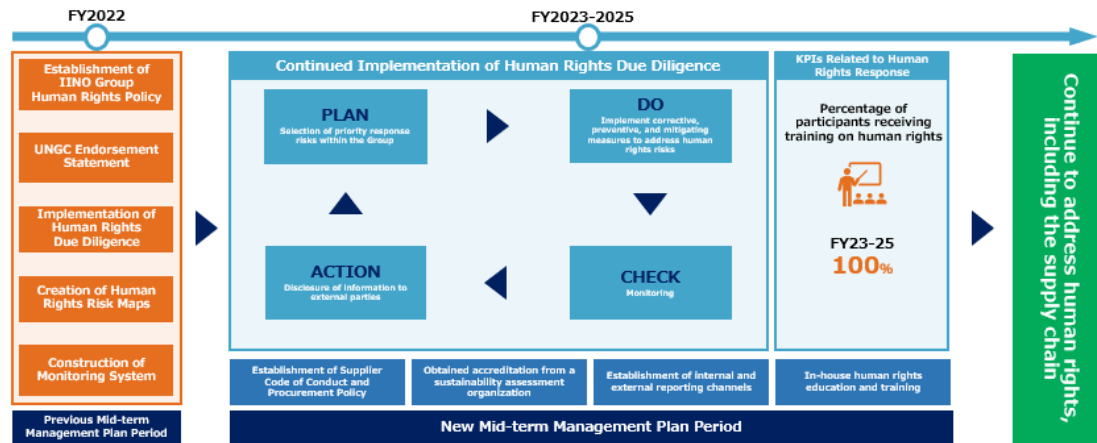 FY2022
FY2023-2025
Establishment of
IINO Group
Human Rights Policy
UNGC Endorsement
Statement
Implementation of
Human Rights
Due Diligence
Creation of Human
Rights Risk Maps
Construction of
Monitoring System
Previous Mid-term
Management Plan Period
Continued Implementation of Human Rights Due Diligence
PLAN
Selection of priority response
risks within the Group
DO
Implement corrective,
preventive, and mitigating
measures to address human
rights risks
ACTION
Disclosure of information to
external parties
CHECK
Monitoring
KPIs Related to Human
Rights Response
Percentage of
participants receiving
training on human rights
FY23-25
100%
Establishment of Supplier
Code of Conduct and
Procurement Policy
Obtained accreditation from a
sustainability assessment
organization
Establishment of internal and
external reporting channels
In-house human rights
education and training
New Mid-term Management Plan Period
Continue to address human rights,
including the supply chain